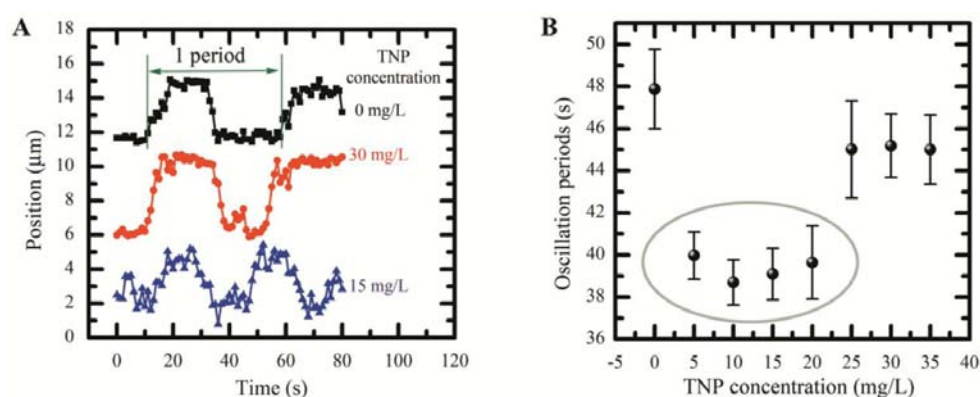 A
18
16
14
12
10
8
6
4
2
0
Position (μm)
1 period
TNP
concentration
0 mg/L
30 mg/L
15 mg/L
0 20 40 60 80 100 120
Time (s)
B
50
48
46
44
42
40
38
36
Oscillation periods (s)
-5 0 5 10 15 20 25 30 35 40
TNP concentration (mg/L)